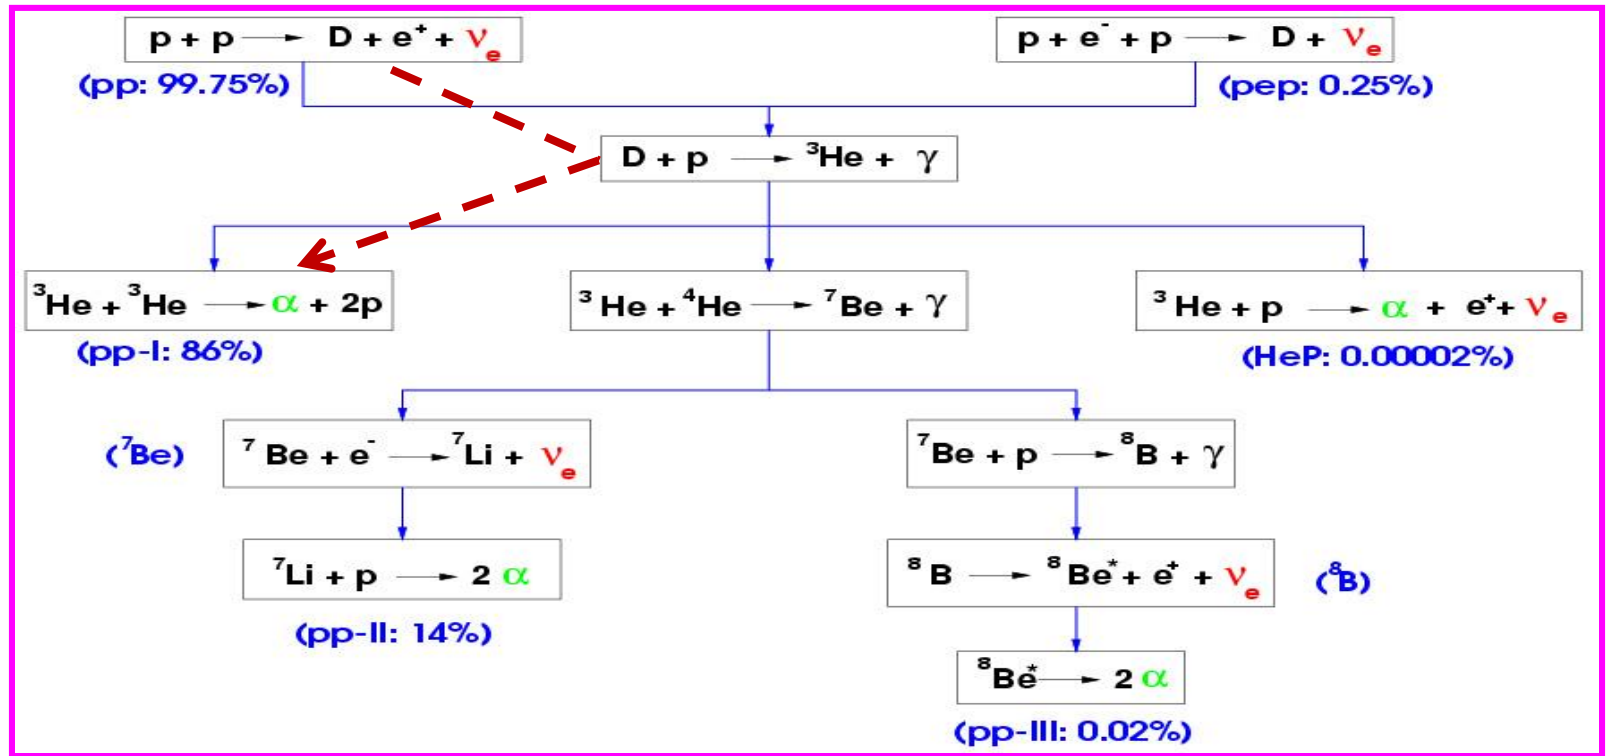 p + p ⟶ D + e⁺ + νₑ
p + e⁻ + p ⟶ D + νₑ
(pp: 99.75%)
(pep: 0.25%)
D + p ⟶ ³He + γ
³He + ³He ⟶ α + 2p
³He + ⁴He ⟶ ⁷Be + γ
³He + p ⟶ α + e⁺ + νₑ
(pp-I: 86%)
(HeP: 0.00002%)
(⁷Be)
⁷Be + e⁻ ⟶ ⁷Li + νₑ
⁷Be + p ⟶ ⁸B + γ
⁷Li + p ⟶ 2 α
⁸B ⟶ ⁸Be* + e⁺ + νₑ
(⁸B)
(pp-II: 14%)
⁸Be* ⟶ 2 α
(pp-III: 0.02%)